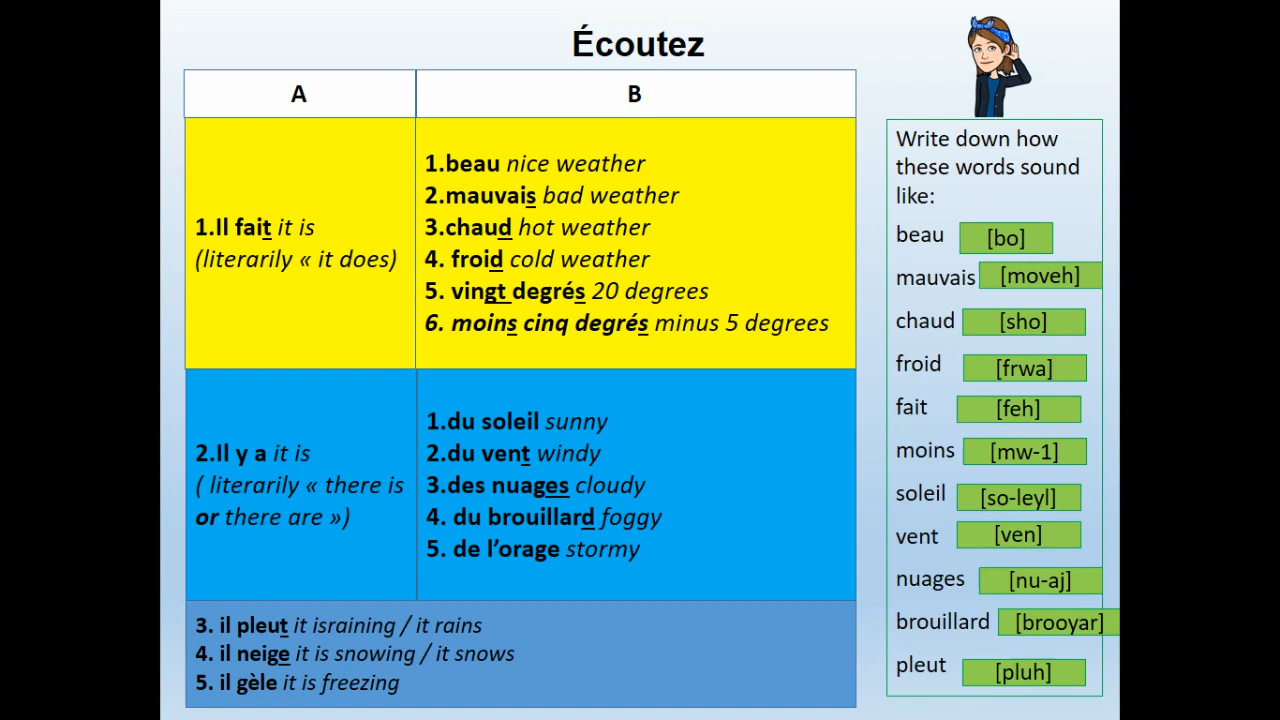 Écoutez
A
B
1.Il fait it is
(literarily « it does)
1.beau nice weather
2.mauvais bad weather
3.chaud hot weather
4. froid cold weather
5. vingt degrés 20 degrees
6. moins cinq degrés minus 5 degrees
2.Il y a it is
( literarily « there is
or there are »)
1.du soleil sunny
2.du vent windy
3.des nuages cloudy
4. du brouillard foggy
5. de l’orage stormy
3. il pleut it israining / it rains
4. il neige it is snowing / it snows
5. il gèle it is freezing
Write down how
these words sound
like:
beau [bo]
mauvais [moveh]
chaud [sho]
froid [frwa]
fait [feh]
moins [mw-1]
soleil [so-leyl]
vent [ven]
nuages [nu-aj]
brouillard [brooyar]
pleut [pluh]